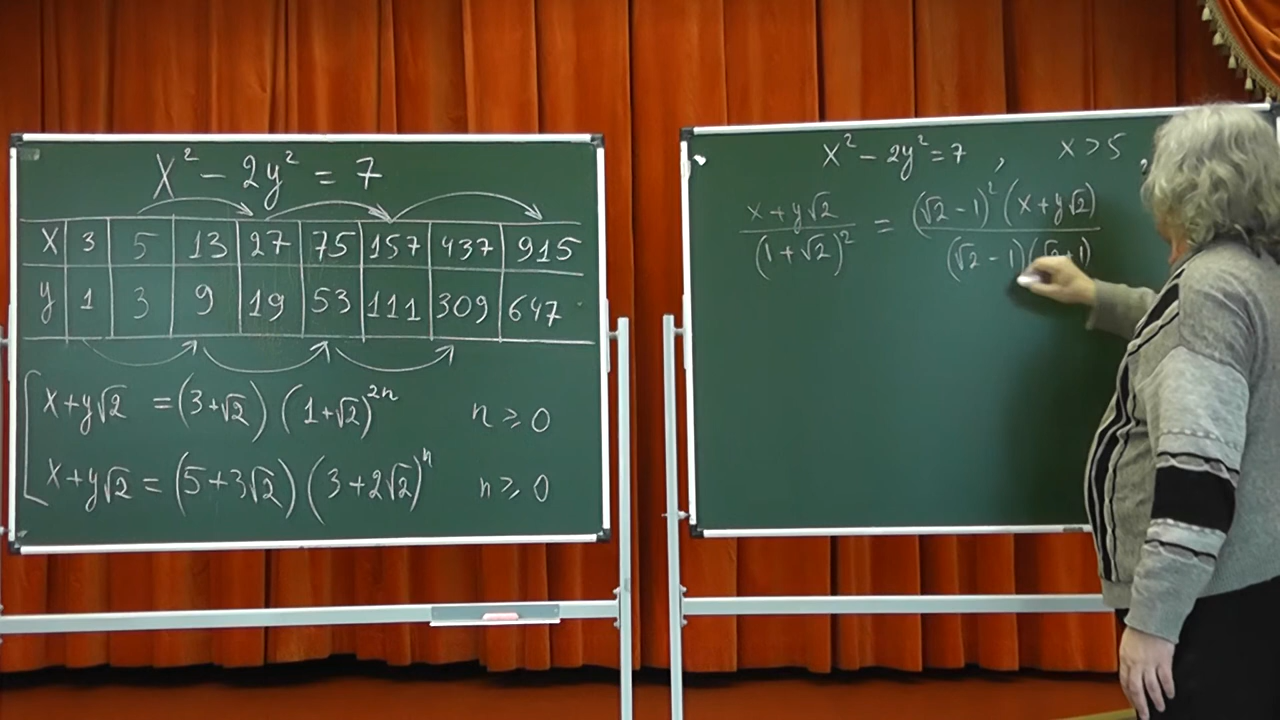 x² − 2y² = 7
x 3 5 13 27 75 157 437 915
y 1 3 9 19 53 111 309 647
x+y√2 = (3+√2) (1+√2)²ⁿ n ⩾ 0
x+y√2 = (5+3√2) (3+2√2)ⁿ n ⩾ 0
x² − 2y² = 7 , x > 5 ,
(x+y√2)/(1+√2)² = ((√2 − 1)² (x+y√2))/((√2 − 1)(√2+1))